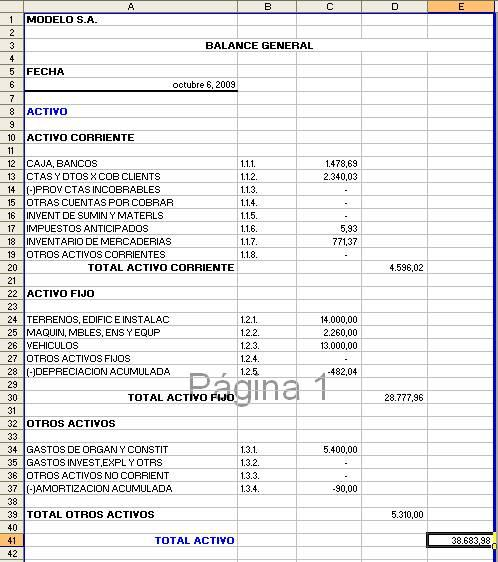 A B C D E
1 MODELO S.A.
2
3 BALANCE GENERAL
4
5 FECHA
6 octubre 6, 2009
7
8 ACTIVO
9
10 ACTIVO CORRIENTE
11
12 CAJA, BANCOS 1.1.1. 1.478,69
13 CTAS Y DTOS X COB CLIENTS 1.1.2. 2.340,03
14 (-)PROV CTAS INCOBRABLES 1.1.3. -
15 OTRAS CUENTAS POR COBRAR 1.1.4. -
16 INVENT DE SUMIN Y MATERLS 1.1.5. -
17 IMPUESTOS ANTICIPADOS 1.1.6. 5,93
18 INVENTARIO DE MERCADERIAS 1.1.7. 771,37
19 OTROS ACTIVOS CORRIENTES 1.1.8. -
20 TOTAL ACTIVO CORRIENTE 4.596,02
21
22 ACTIVO FIJO
23
24 TERRENOS, EDIFIC E INSTALAC 1.2.1. 14.000,00
25 MAQUIN, MBLES, ENS Y EQUP 1.2.2. 2.260,00
26 VEHICULOS 1.2.3. 13.000,00
27 OTROS ACTIVOS FIJOS 1.2.4. -
28 (-)DEPRECIACION ACUMULADA 1.2.5. -482,04
29
Página 1
30 TOTAL ACTIVO FIJO 28.777,96
31
32 OTROS ACTIVOS
33
34 GASTOS DE ORGAN Y CONSTIT 1.3.1. 5.400,00
35 GASTOS INVEST,EXPL Y OTRS 1.3.2. -
36 OTROS ACTIVOS NO CORRIENT 1.3.3. -
37 (-)AMORTIZACION ACUMULADA 1.3.4. -90,00
38
39 TOTAL OTROS ACTIVOS 5.310,00
40
41 TOTAL ACTIVO 38.683,98
42